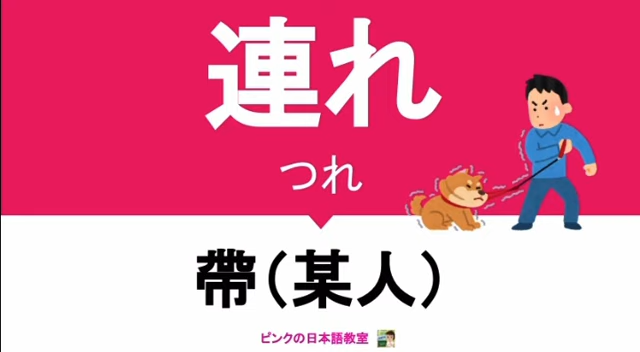 連れ
つれ
帶(某人)
ピンクの日本語教室